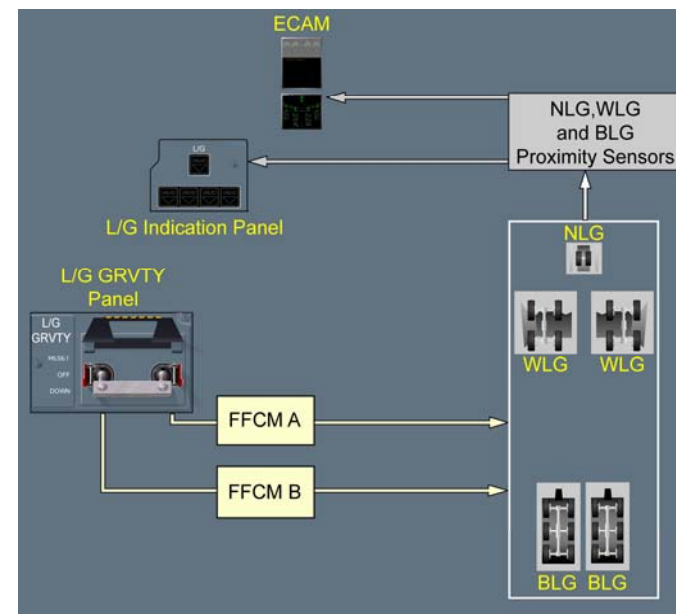 ECAM
NLG,WLG
and BLG
Proximity Sensors
L/G
L/G Indication Panel
NLG
L/G GRVTY
Panel
L/G
GRVTY
OFF
DOWN
WLG WLG
FFCM A
FFCM B
BLG BLG